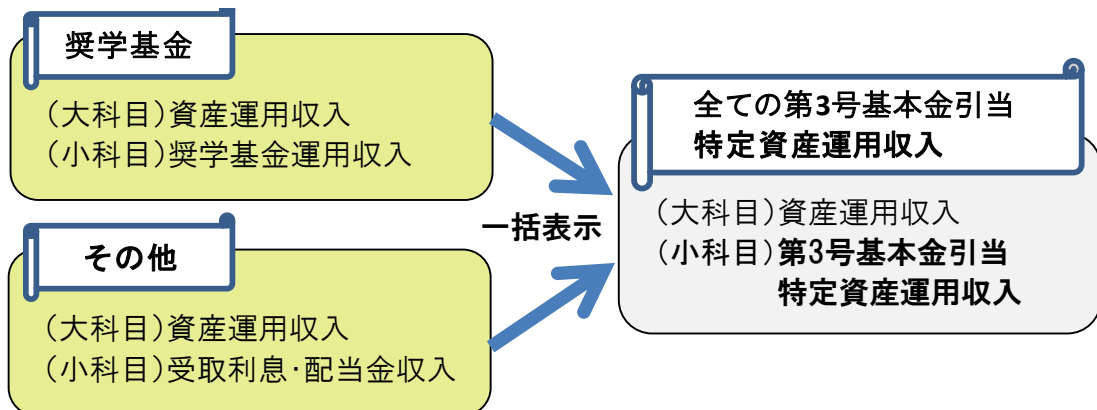 奨学基金
(大科目)資産運用収入
(小科目)奨学基金運用収入
その他
(大科目)資産運用収入
(小科目)受取利息・配当金収入
一括表示
全ての第3号基本金引当
特定資産運用収入
(大科目)資産運用収入
(小科目)第3号基本金引当
特定資産運用収入